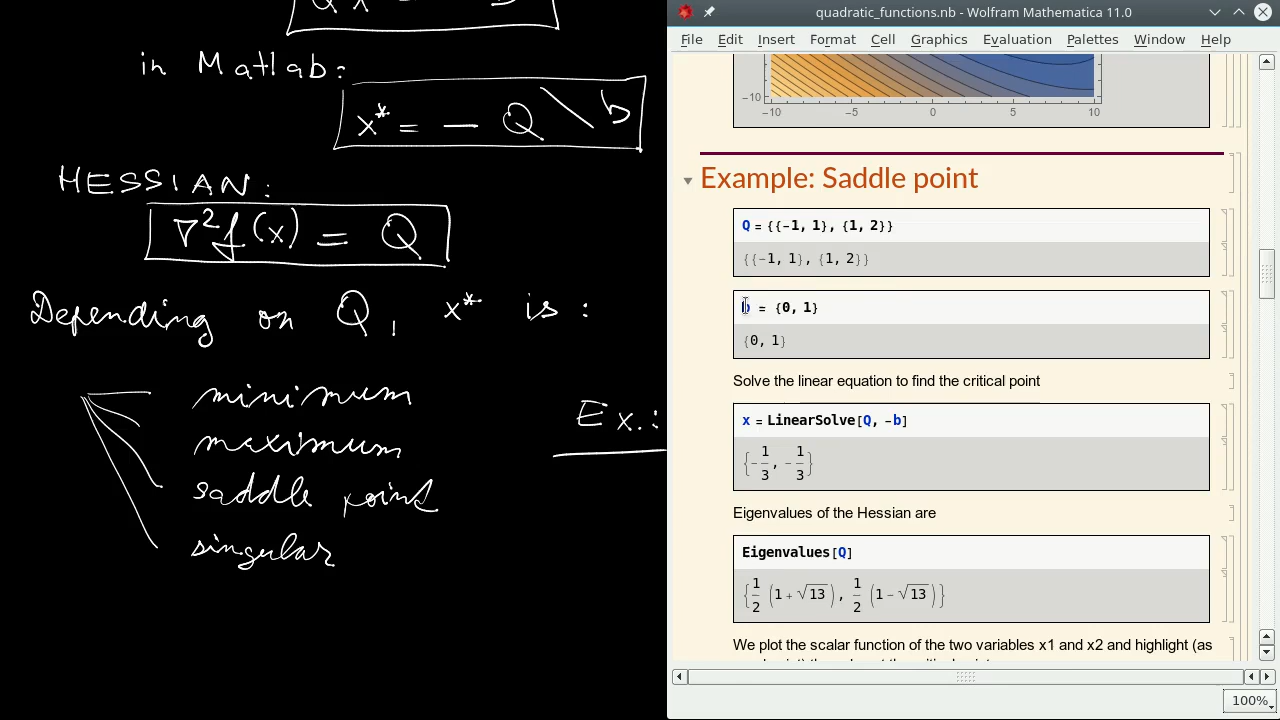 in Matlab:
x* = - Q \ b
HESSIAN:
∇²f(x) = Q
Depending on Q, x* is :
minimum
maximum
saddle point
singular
Ex.:
quadratic_functions.nb - Wolfram Mathematica 11.0
File Edit Insert Format Cell Graphics Evaluation Palettes Window Help
-10
-10 -5 0 5 10
Example: Saddle point
Q = {{-1, 1}, {1, 2}}
{{-1, 1}, {1, 2}}
b = {0, 1}
{0, 1}
Solve the linear equation to find the critical point
x = LinearSolve[Q, -b]
{-1/3, -1/3}
Eigenvalues of the Hessian are
Eigenvalues[Q]
{1/2 (1 + √13), 1/2 (1 - √13)}
We plot the scalar function of the two variables x1 and x2 and highlight (as
100%